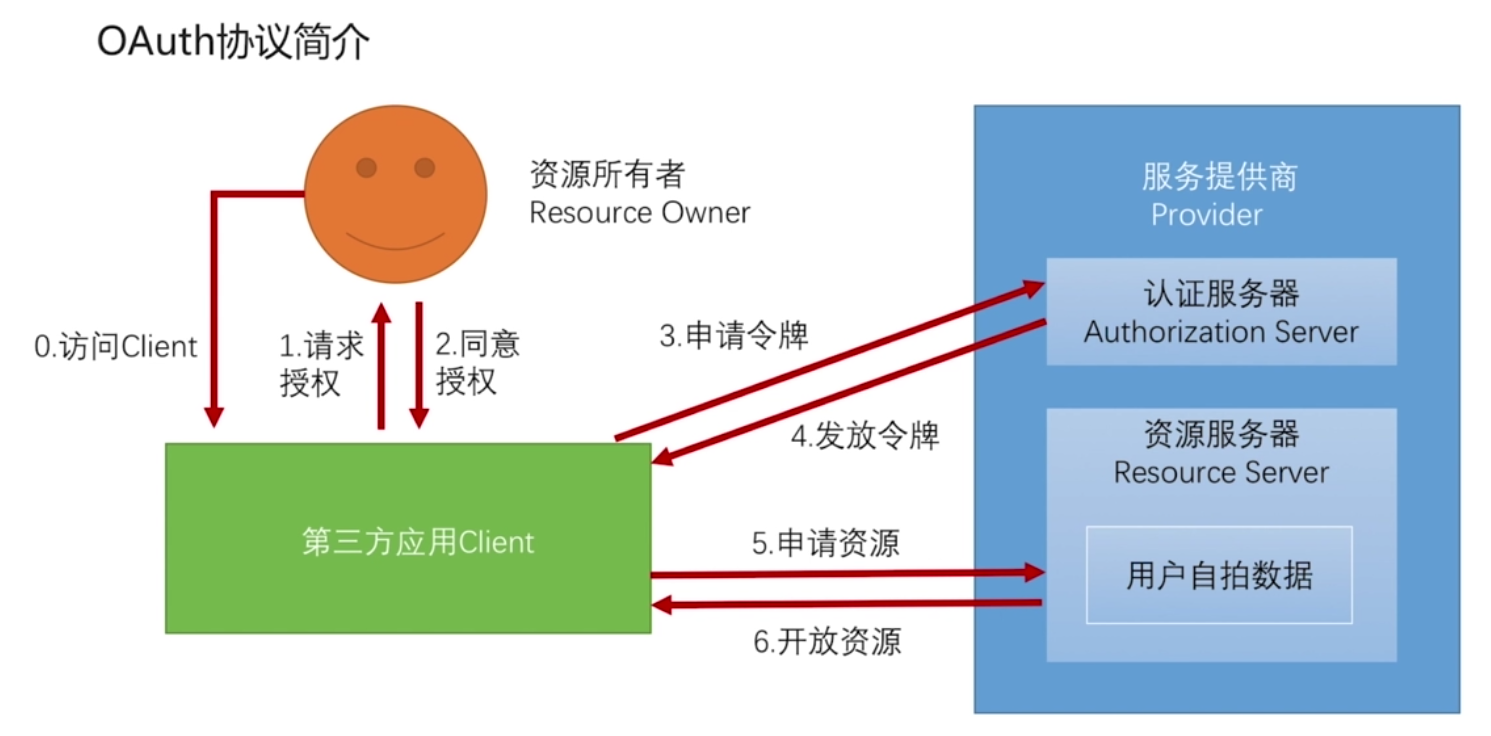 OAuth协议简介
资源所有者
Resource Owner
服务提供商
Provider
认证服务器
Authorization Server
0.访问Client
1.请求
授权
2.同意
授权
3.申请令牌
4.发放令牌
资源服务器
Resource Server
第三方应用Client
5.申请资源
用户自拍数据
6.开放资源